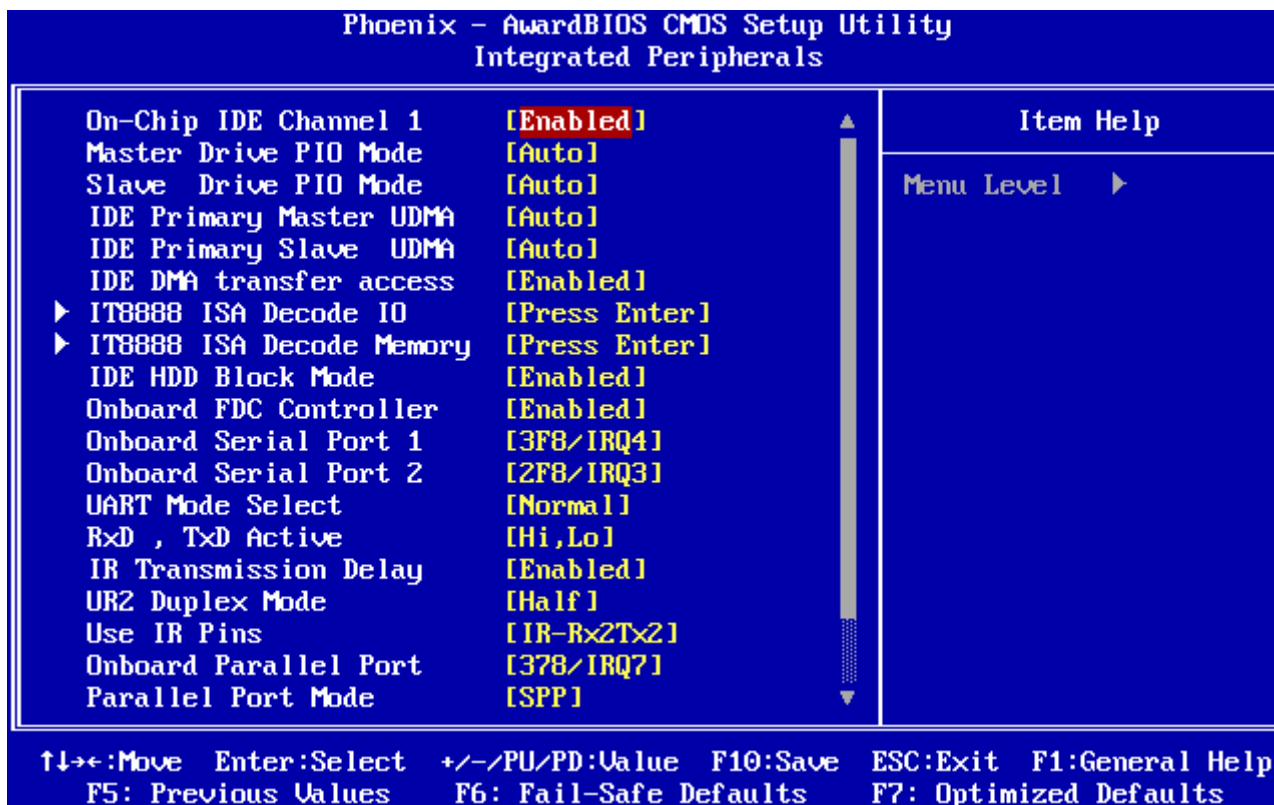 Phoenix - AwardBIOS CMOS Setup Utility
Integrated Peripherals
On-Chip IDE Channel 1 [Enabled]
Master Drive PIO Mode [Auto]
Slave Drive PIO Mode [Auto]
IDE Primary Master UDMA [Auto]
IDE Primary Slave UDMA [Auto]
IDE DMA transfer access [Enabled]
IT8888 ISA Decode IO [Press Enter]
IT8888 ISA Decode Memory [Press Enter]
IDE HDD Block Mode [Enabled]
Onboard FDC Controller [Enabled]
Onboard Serial Port 1 [3F8/IRQ4]
Onboard Serial Port 2 [2F8/IRQ3]
UART Mode Select [Normal]
RxD , TxD Active [Hi,Lo]
IR Transmission Delay [Enabled]
UR2 Duplex Mode [Half]
Use IR Pins [IR-Rx2Tx2]
Onboard Parallel Port [378/IRQ7]
Parallel Port Mode [SPP]
Item Help
Menu Level
↑↓→←:Move Enter:Select +/-/PU/PD:Value F10:Save ESC:Exit F1:General Help
F5: Previous Values F6: Fail-Safe Defaults F7: Optimized Defaults